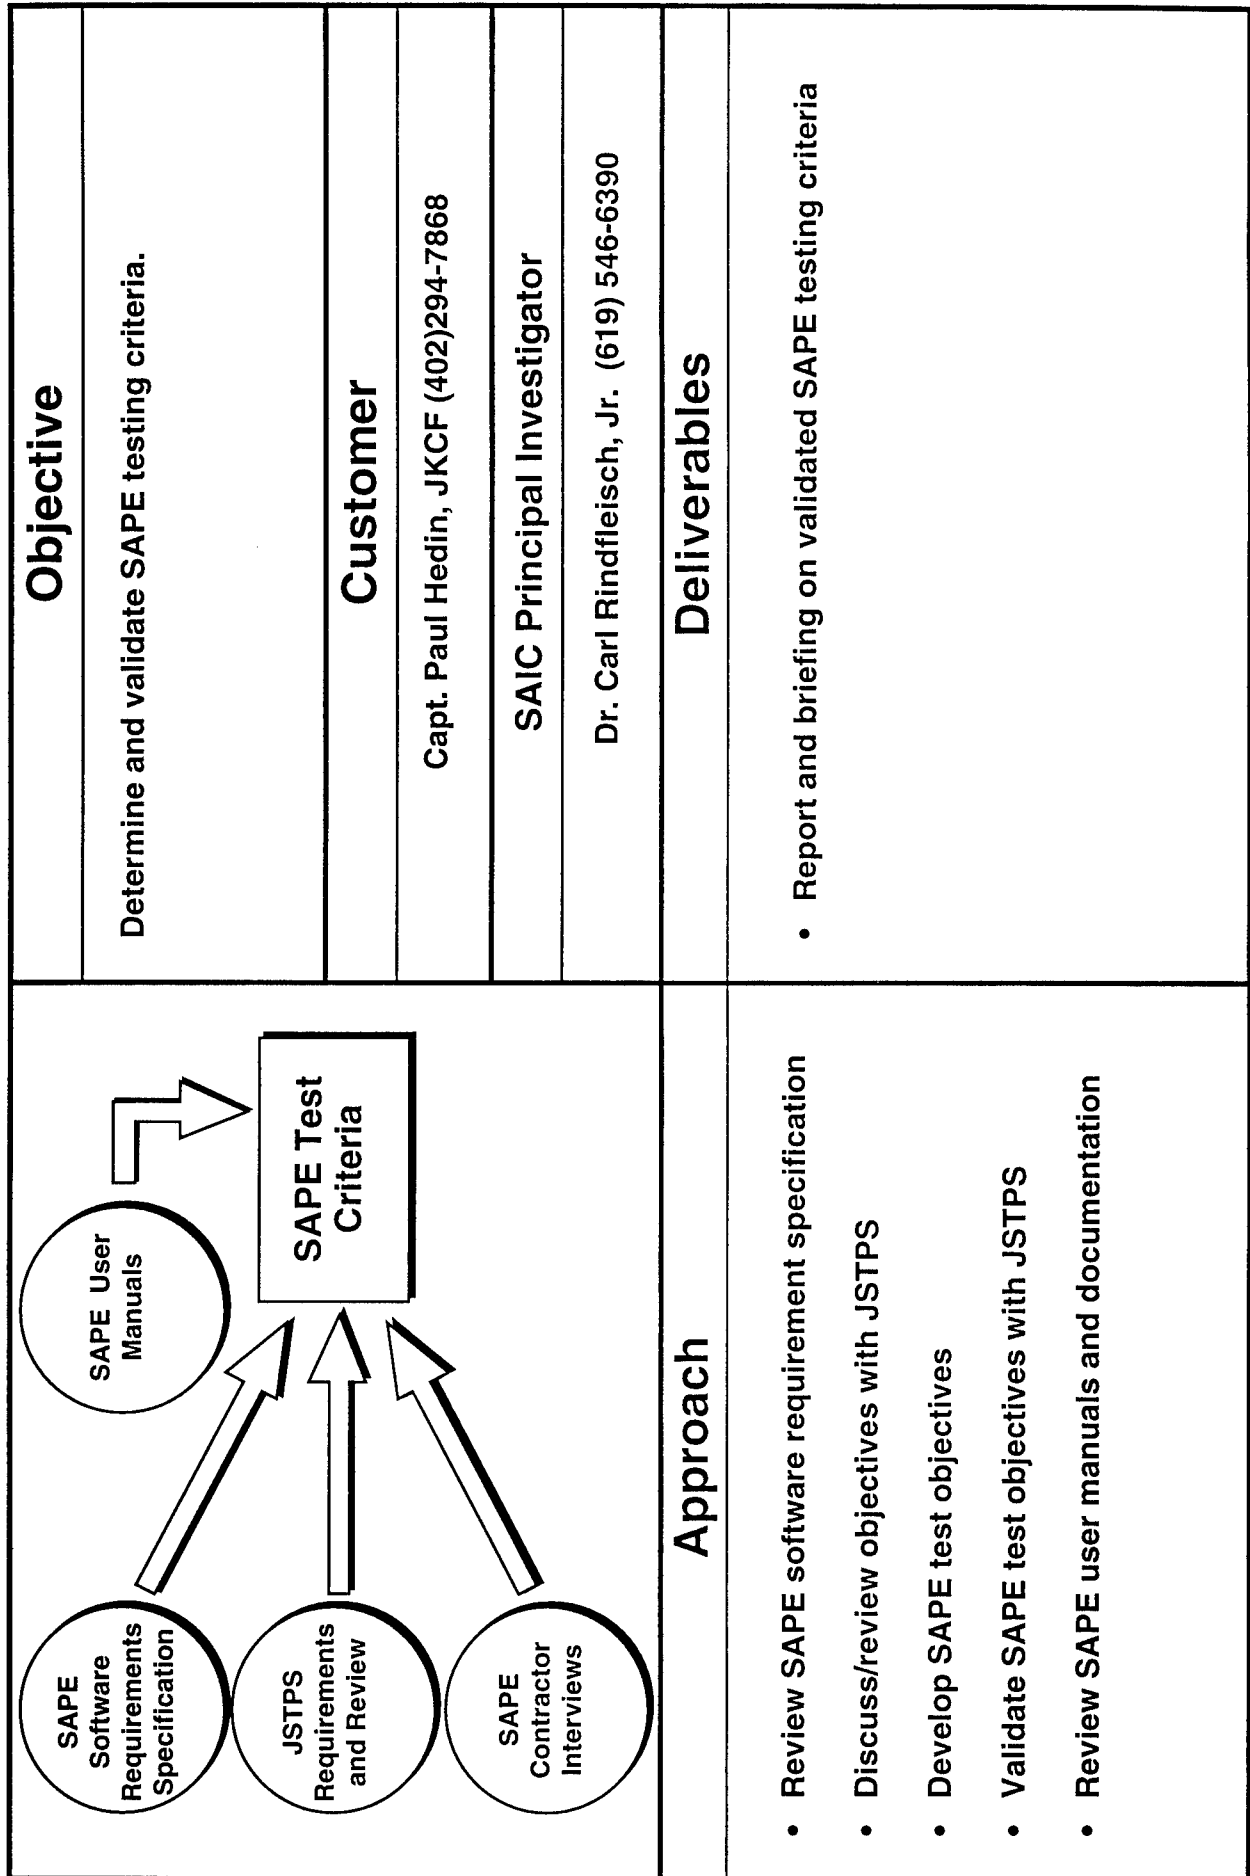 SAPE User
Manuals
SAPE
Software
Requirements
Specification
JSTPS
Requirements
and Review
SAPE
Contractor
Interviews
SAPE Test
Criteria
Objective
Determine and validate SAPE testing criteria.
Customer
Capt. Paul Hedin, JKCF (402)294-7868
SAIC Principal Investigator
Dr. Carl Rindfleisch, Jr. (619) 546-6390
Approach
• Review SAPE software requirement specification
• Discuss/review objectives with JSTPS
• Develop SAPE test objectives
• Validate SAPE test objectives with JSTPS
• Review SAPE user manuals and documentation
Deliverables
• Report and briefing on validated SAPE testing criteria